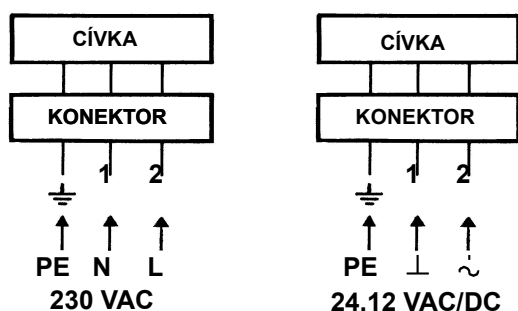 CÍVKA
KONEKTOR
1 2
PE N L
230 VAC
CÍVKA
KONEKTOR
1 2
PE ⊥ ~
24.12 VAC/DC